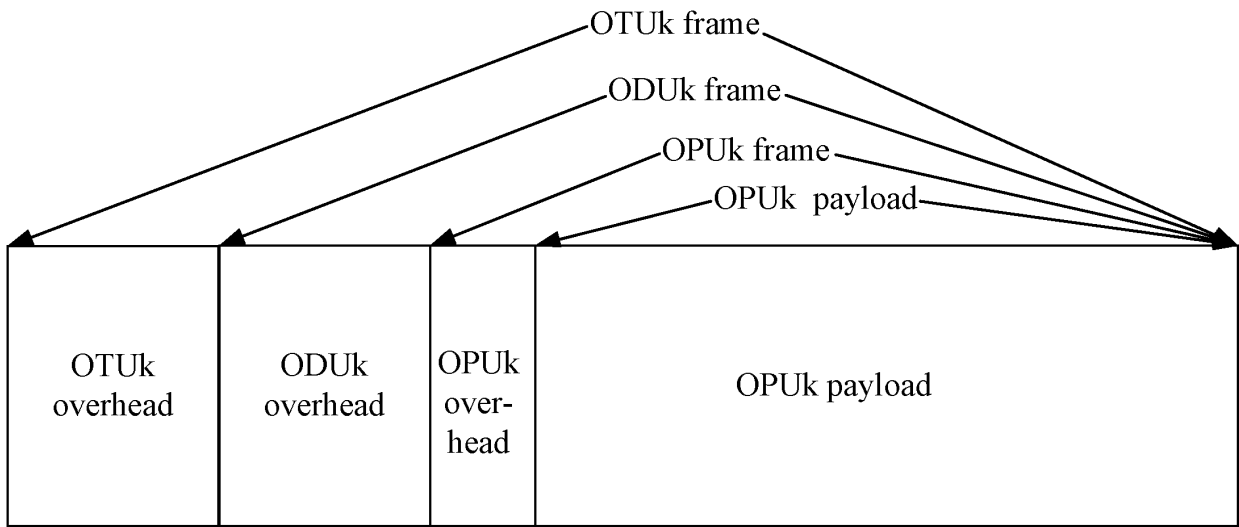 OTUk frame
ODUk frame
OPUk frame
OPUk payload
OTUk
overhead
ODUk
overhead
OPUk
over-
head
OPUk payload